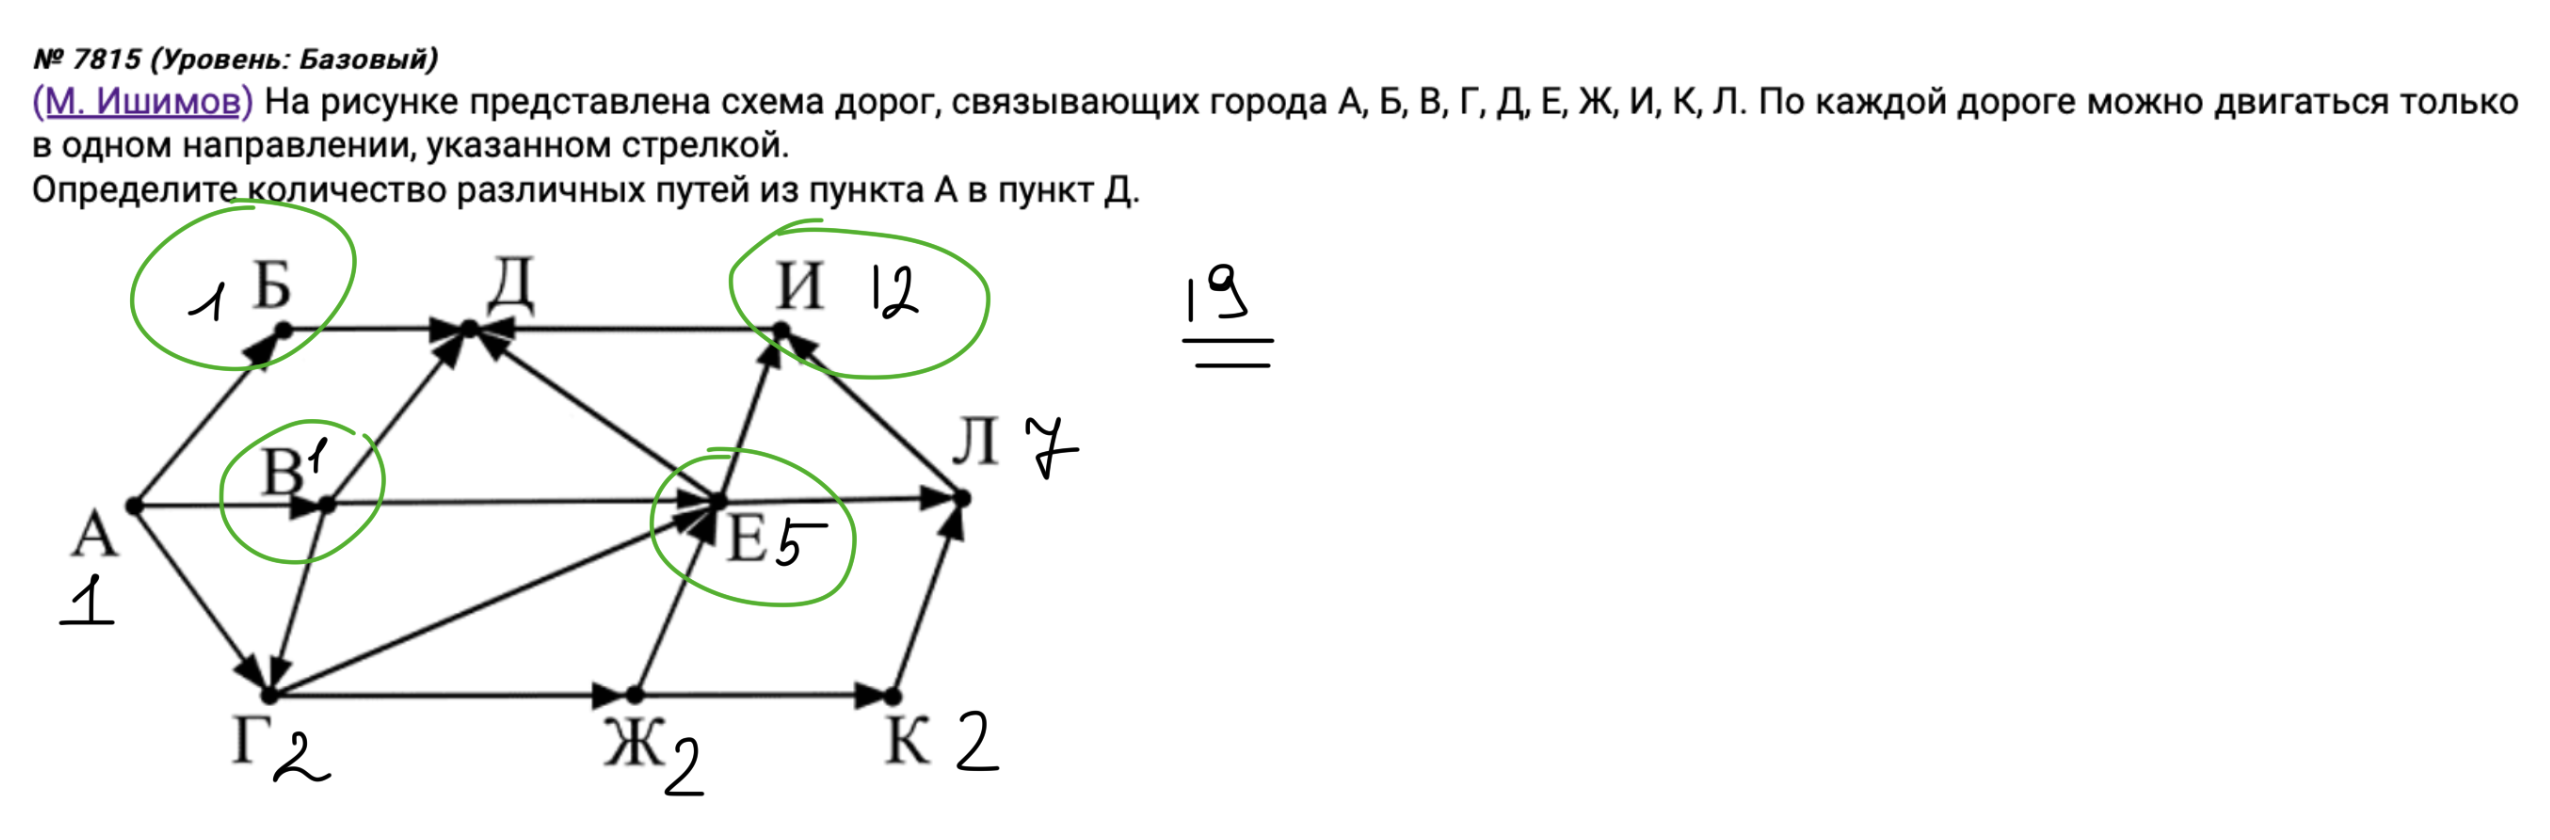 № 7815 (Уровень: Базовый)
(М. Ишимов) На рисунке представлена схема дорог, связывающих города А, Б, В, Г, Д, Е, Ж, И, К, Л. По каждой дороге можно двигаться только
в одном направлении, указанном стрелкой.
Определите количество различных путей из пункта А в пункт Д.
1 Б Д И 12 19
В 1 Л 7
А Е 5
1
Г 2 Ж 2 К 2